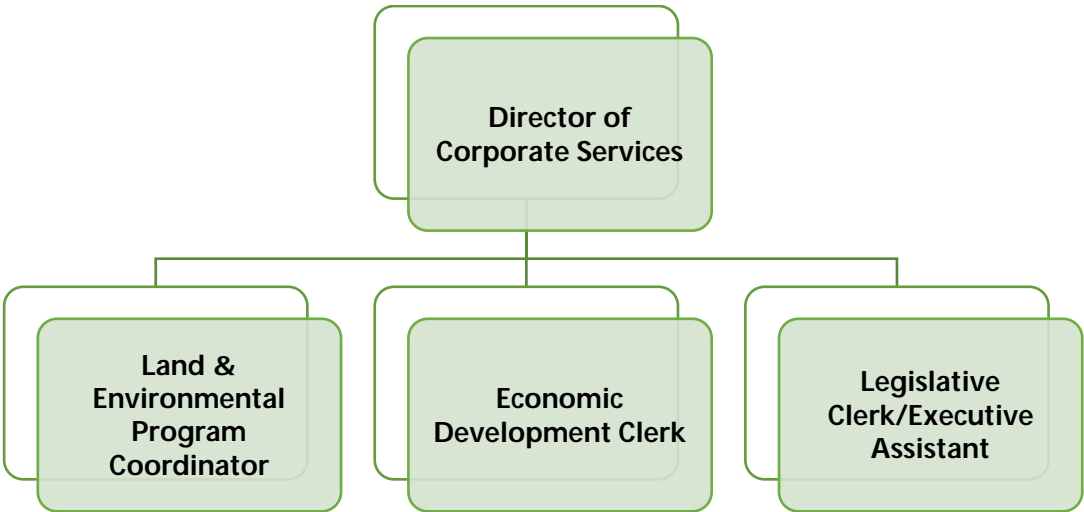 Director of
Corporate Services
Land &
Environmental
Program
Coordinator
Economic
Development Clerk
Legislative
Clerk/Executive
Assistant